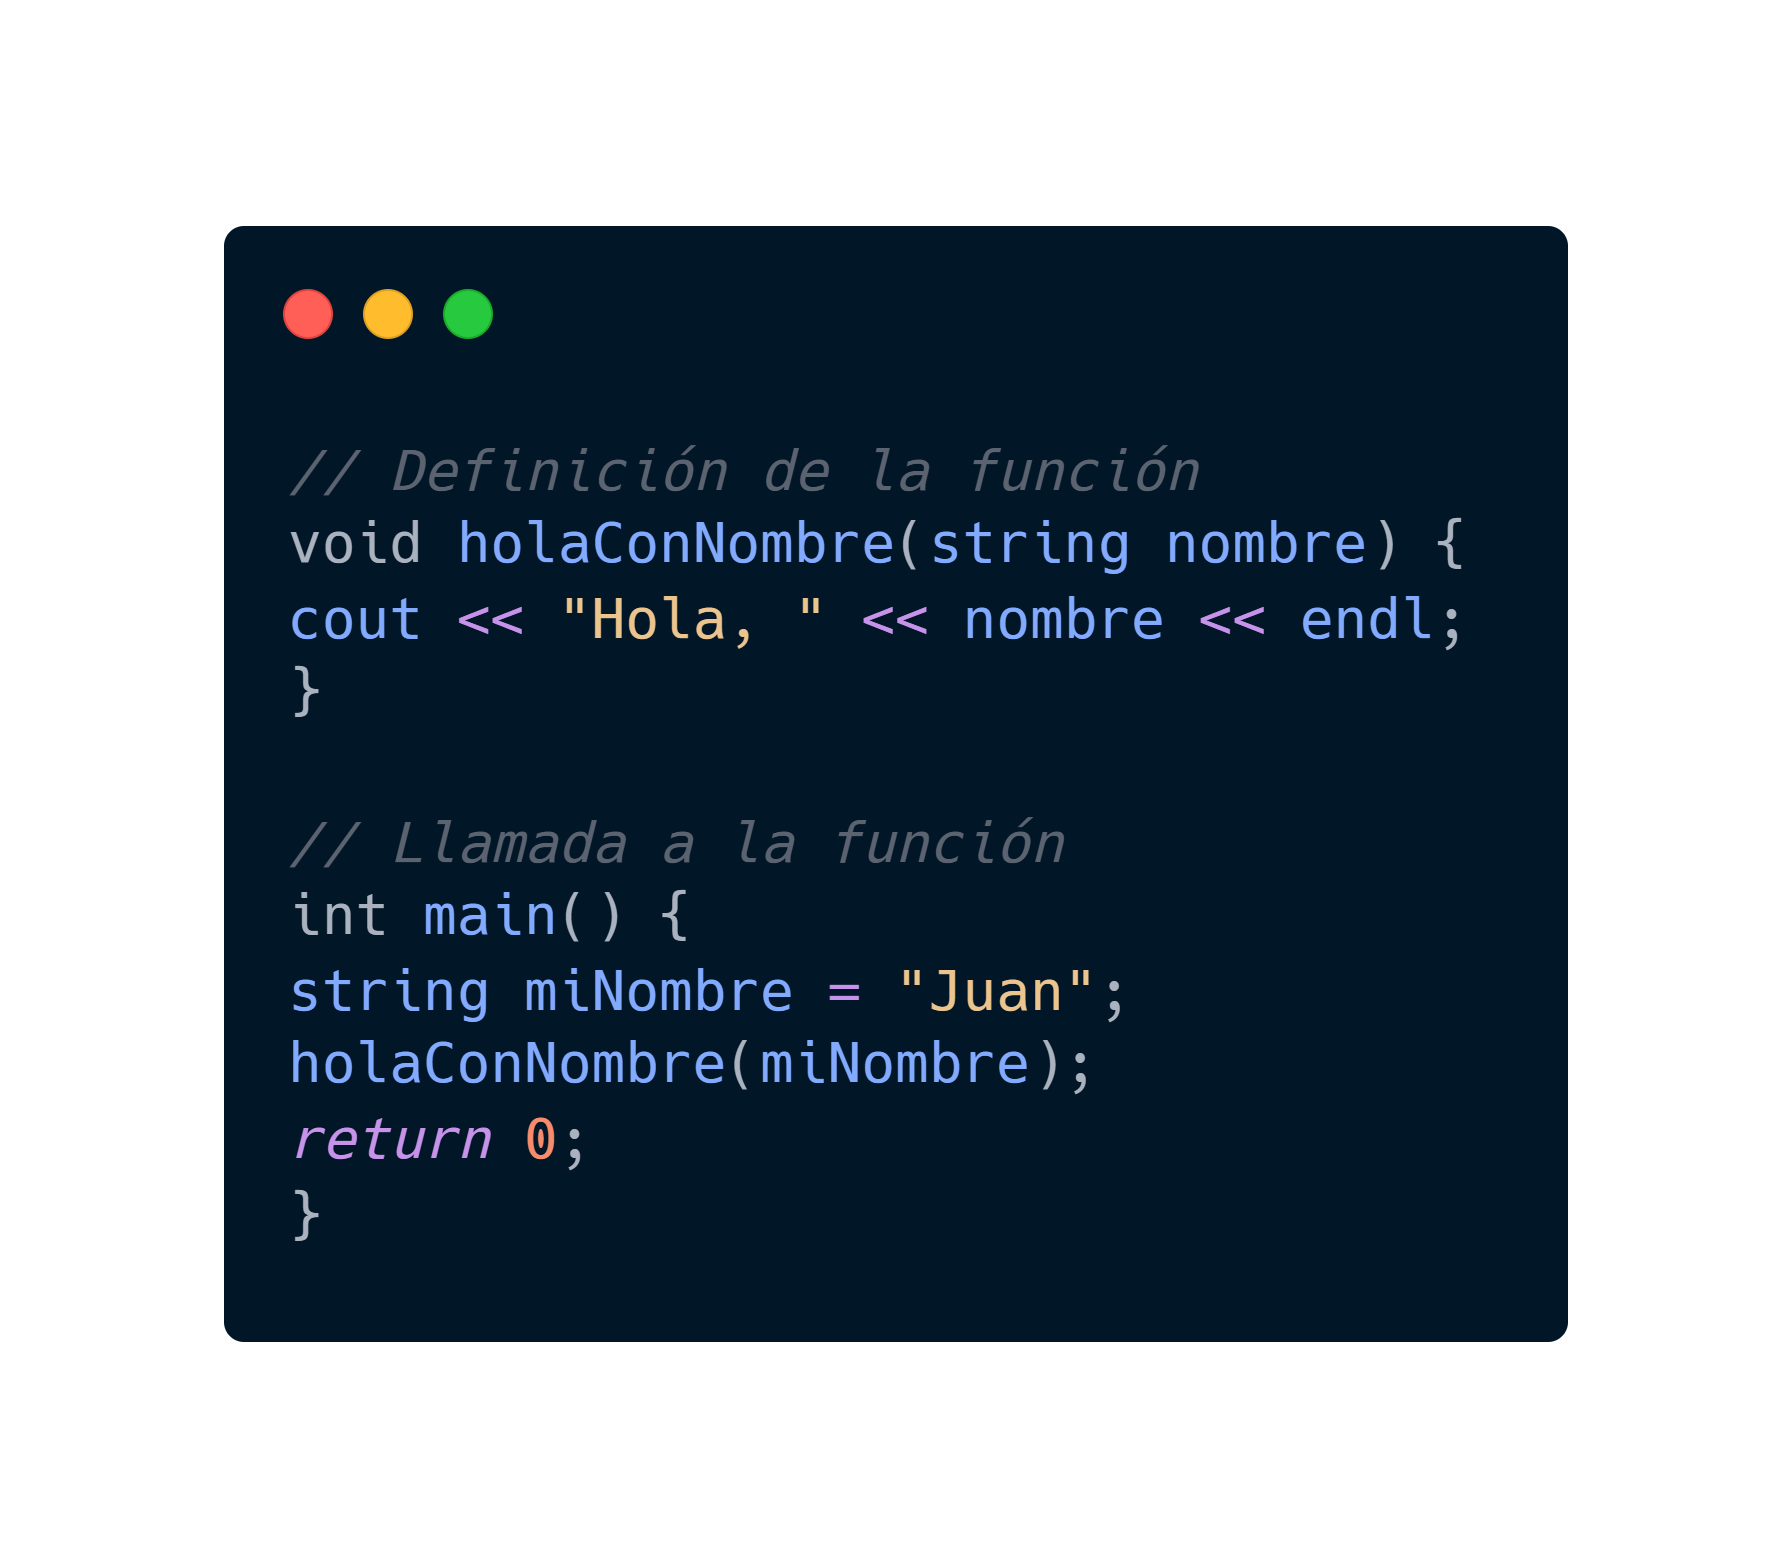 // Definición de la función
void holaConNombre(string nombre) {
cout << "Hola, " << nombre << endl;
}
// Llamada a la función
int main() {
string miNombre = "Juan";
holaConNombre(miNombre);
return 0;
}